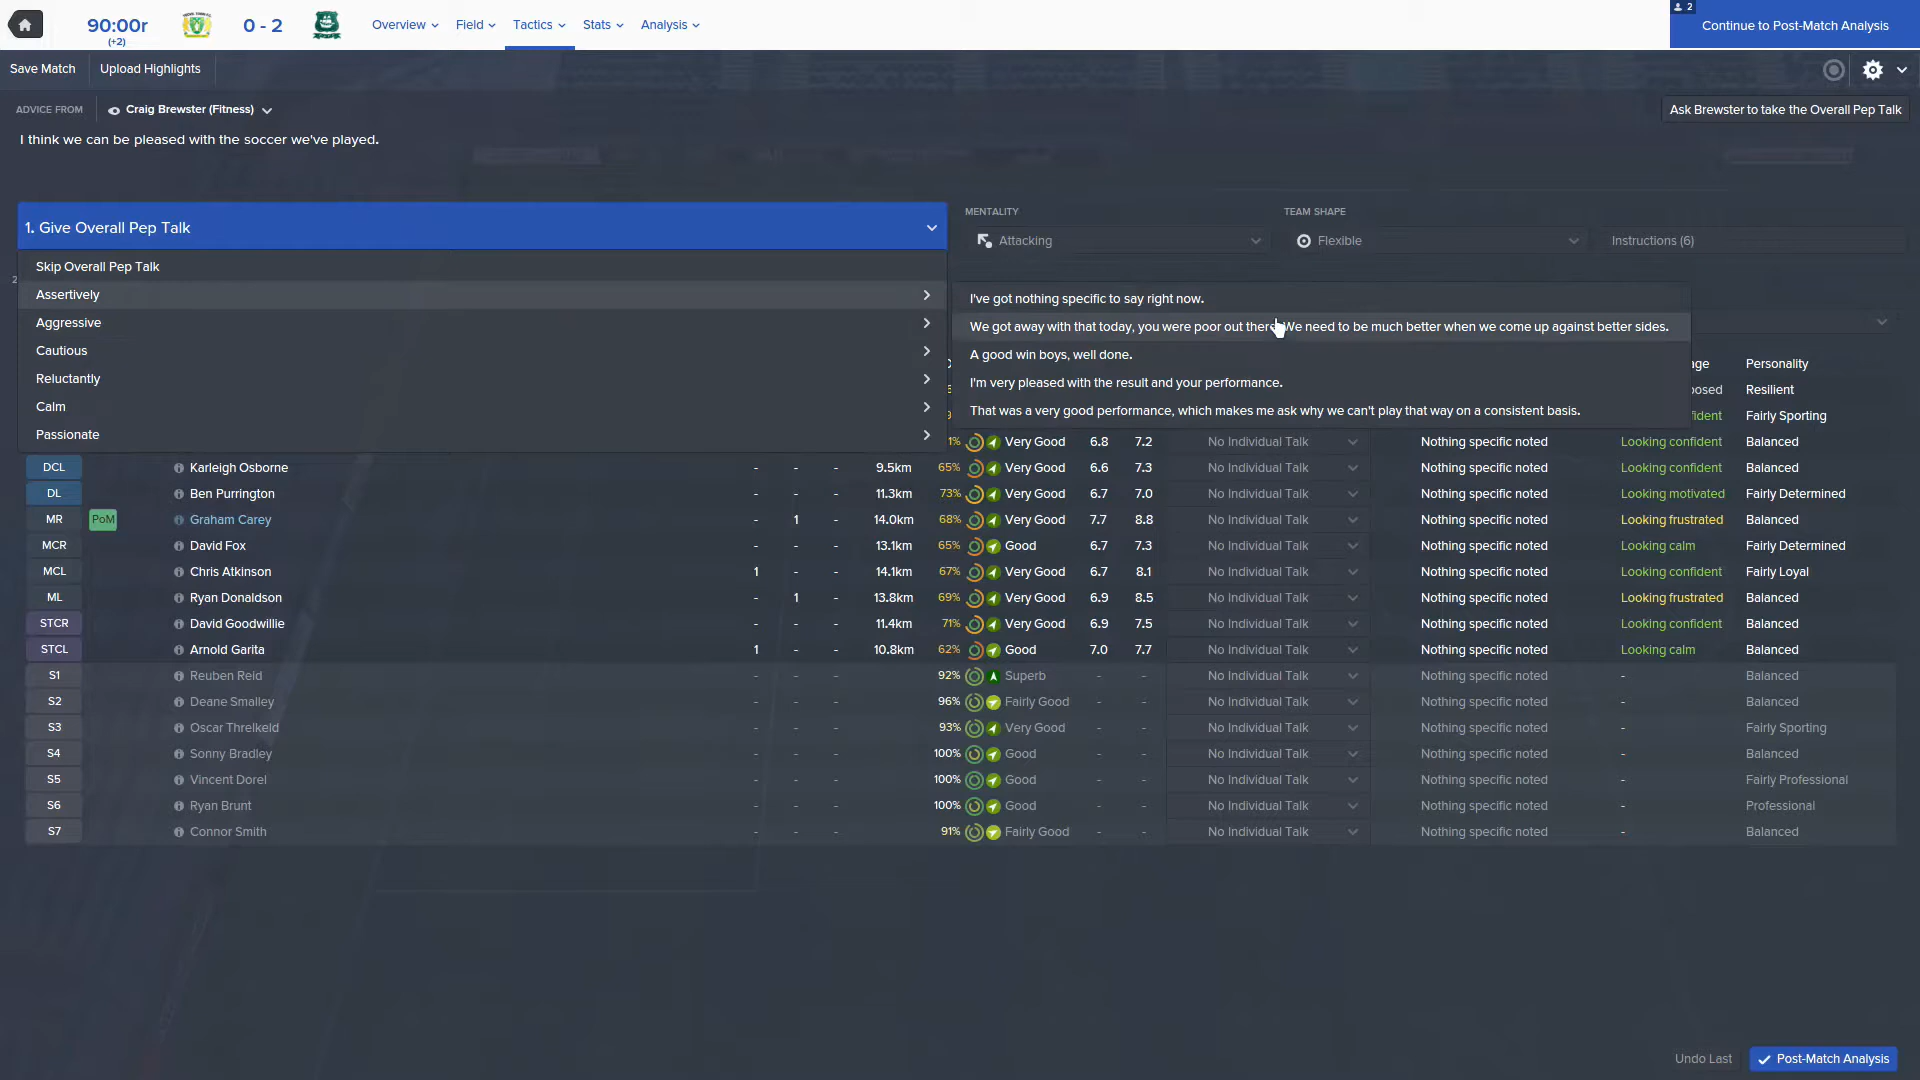 90:00r
(+2)
0 - 2
Overview
Field
Tactics
Stats
Analysis
2
Continue to Post-Match Analysis
Save Match
Upload Highlights
ADVICE FROM
Craig Brewster (Fitness)
Ask Brewster to take the Overall Pep Talk
I think we can be pleased with the soccer we've played.
1. Give Overall Pep Talk
MENTALITY
Attacking
TEAM SHAPE
Flexible
Instructions (6)
Skip Overall Pep Talk
Assertively
Aggressive
Cautious
Reluctantly
Calm
Passionate
I've got nothing specific to say right now.
We got away with that today, you were poor out there. We need to be much better when we come up against better sides.
A good win boys, well done.
I'm very pleased with the result and your performance.
That was a very good performance, which makes me ask why we can't play that way on a consistent basis.
Personality
Resilient
Fairly Sporting
Very Good 6.8 7.2 No Individual Talk Nothing specific noted Looking confident Balanced
DCL Karleigh Osborne - - - 9.5km 65% Very Good 6.6 7.3 No Individual Talk Nothing specific noted Looking confident Balanced
DL Ben Purrington - - - 11.3km 73% Very Good 6.7 7.0 No Individual Talk Nothing specific noted Looking motivated Fairly Determined
MR PoM Graham Carey - 1 - 14.0km 68% Very Good 7.7 8.8 No Individual Talk Nothing specific noted Looking frustrated Balanced
MCR David Fox - - - 13.1km 65% Good 6.7 7.3 No Individual Talk Nothing specific noted Looking calm Fairly Determined
MCL Chris Atkinson 1 - - 14.1km 67% Very Good 6.7 8.1 No Individual Talk Nothing specific noted Looking confident Fairly Loyal
ML Ryan Donaldson - 1 - 13.8km 69% Very Good 6.9 8.5 No Individual Talk Nothing specific noted Looking frustrated Balanced
STCR David Goodwillie - - - 11.4km 71% Very Good 6.9 7.5 No Individual Talk Nothing specific noted Looking confident Balanced
STCL Arnold Garita 1 - - 10.8km 62% Good 7.0 7.7 No Individual Talk Nothing specific noted Looking calm Balanced
S1 Reuben Reid - - - 92% Superb - - No Individual Talk Nothing specific noted - Balanced
S2 Deane Smalley - - - 96% Fairly Good - - No Individual Talk Nothing specific noted - Balanced
S3 Oscar Threlkeld - - - 93% Very Good - - No Individual Talk Nothing specific noted - Fairly Sporting
S4 Sonny Bradley - - - 100% Good - - No Individual Talk Nothing specific noted - Balanced
S5 Vincent Dorel - - - 100% Good - - No Individual Talk Nothing specific noted - Fairly Professional
S6 Ryan Brunt - - - 100% Good - - No Individual Talk Nothing specific noted - Professional
S7 Connor Smith - - - 91% Fairly Good - - No Individual Talk Nothing specific noted - Balanced
Undo Last
Post-Match Analysis